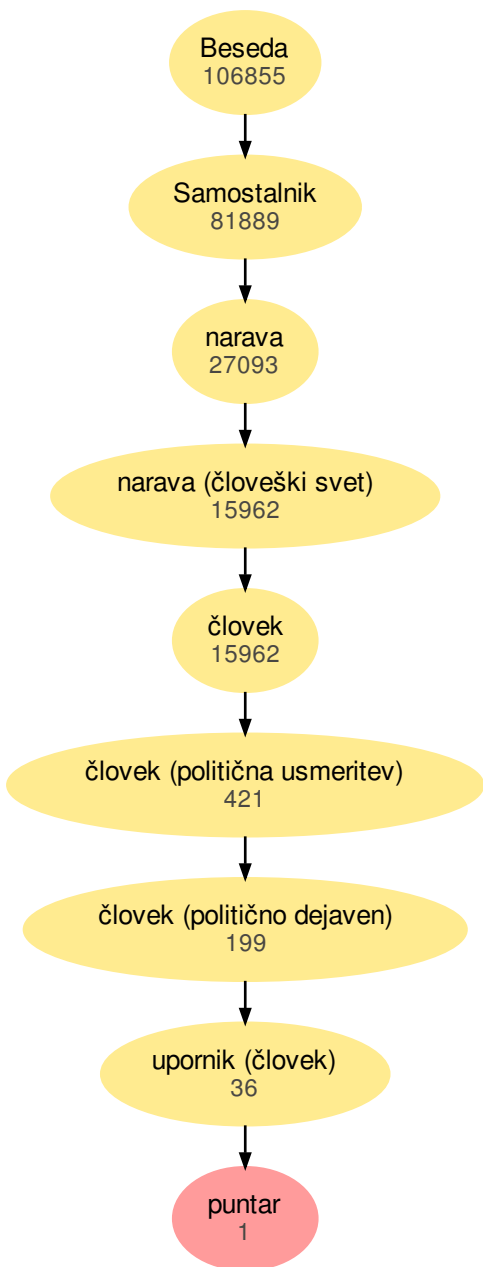 Beseda
106855
Samostalnik
81889
narava
27093
narava (človeški svet)
15962
človek
15962
človek (politična usmeritev)
421
človek (politično dejaven)
199
upornik (človek)
36
puntar
1